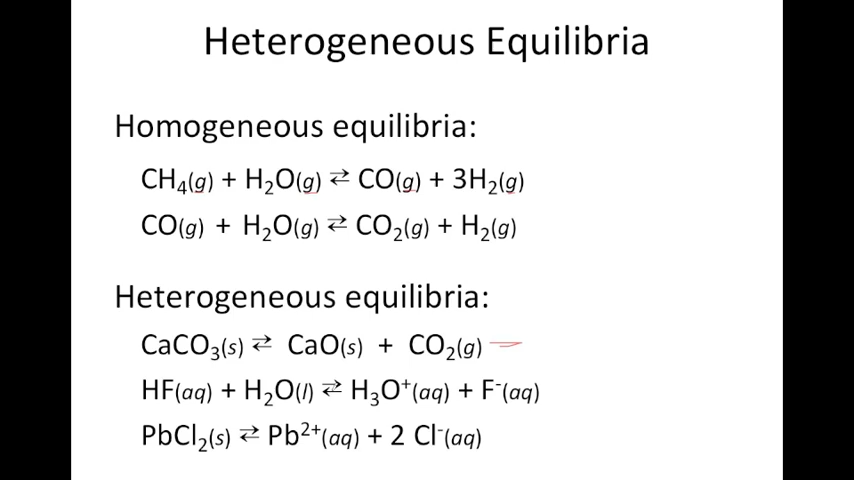 Heterogeneous Equilibria
Homogeneous equilibria:
CH₄(g) + H₂O(g) ⇄ CO(g) + 3H₂(g)
CO(g) + H₂O(g) ⇄ CO₂(g) + H₂(g)
Heterogeneous equilibria:
CaCO₃(s) ⇄ CaO(s) + CO₂(g)
HF(aq) + H₂O(l) ⇄ H₃O⁺(aq) + F⁻(aq)
PbCl₂(s) ⇄ Pb²⁺(aq) + 2 Cl⁻(aq)